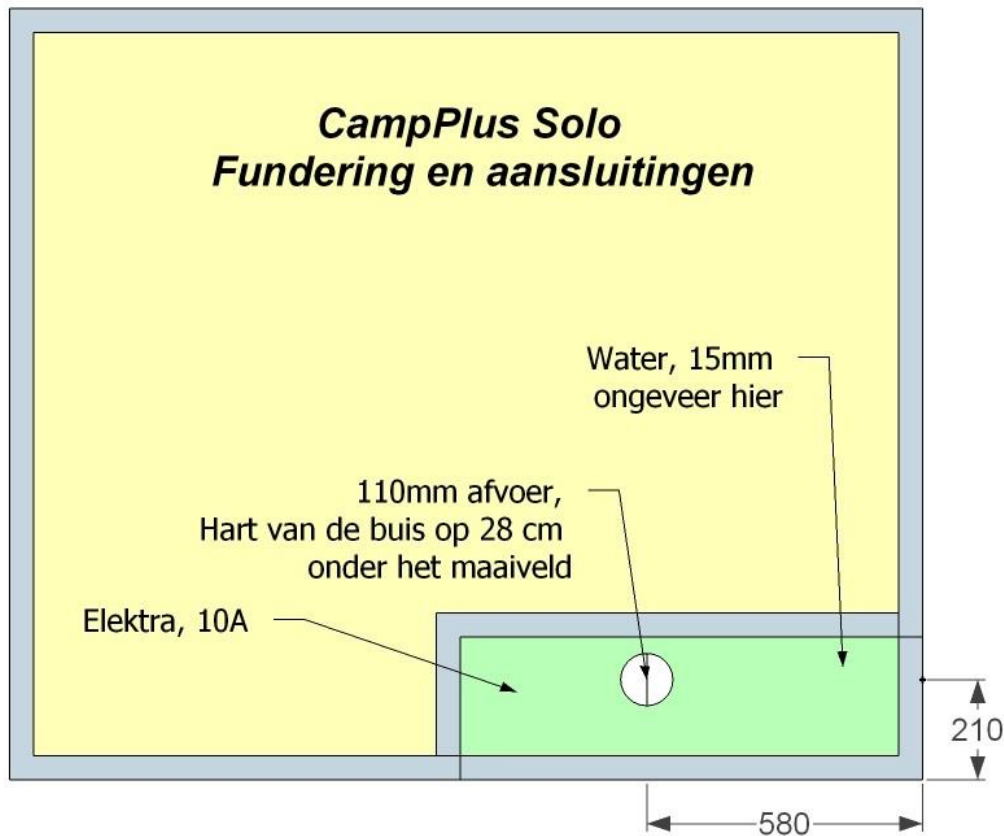 CampPlus Solo
Fundering en aansluitingen
Water, 15mm
ongeveer hier
110mm afvoer,
Hart van de buis op 28 cm
onder het maaiveld
Elektra, 10A
210
580